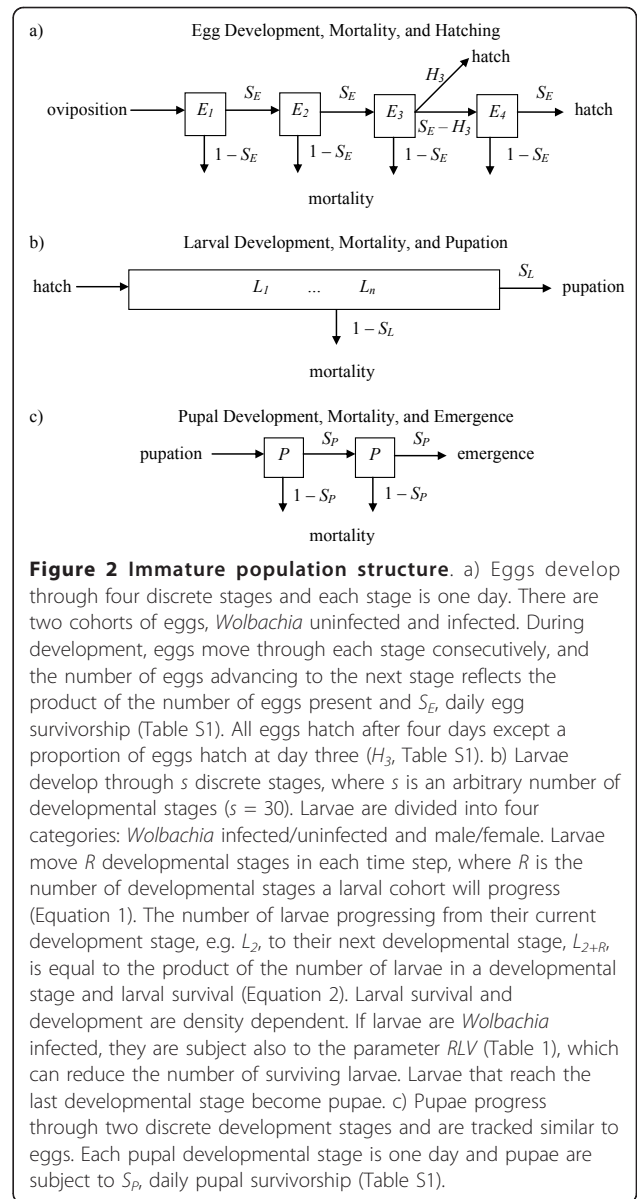 a) Egg Development, Mortality, and Hatching
hatch
H3
oviposition E1 SE E2 SE E3 SE – H3 E4 SE hatch
1 – SE 1 – SE 1 – SE 1 – SE
mortality
b) Larval Development, Mortality, and Pupation
hatch L1 ... Ln SL pupation
1 – SL
mortality
c) Pupal Development, Mortality, and Emergence
pupation P SP P SP emergence
1 – SP 1 – SP
mortality
Figure 2 Immature population structure. a) Eggs develop
through four discrete stages and each stage is one day. There are
two cohorts of eggs, Wolbachia uninfected and infected. During
development, eggs move through each stage consecutively, and
the number of eggs advancing to the next stage reflects the
product of the number of eggs present and SE, daily egg
survivorship (Table S1). All eggs hatch after four days except a
proportion of eggs hatch at day three (H3, Table S1). b) Larvae
develop through s discrete stages, where s is an arbitrary number of
developmental stages (s = 30). Larvae are divided into four
categories: Wolbachia infected/uninfected and male/female. Larvae
move R developmental stages in each time step, where R is the
number of developmental stages a larval cohort will progress
(Equation 1). The number of larvae progressing from their current
development stage, e.g. L2, to their next developmental stage, L2+R,
is equal to the product of the number of larvae in a developmental
stage and larval survival (Equation 2). Larval survival and
development are density dependent. If larvae are Wolbachia
infected, they are subject also to the parameter RLV (Table 1), which
can reduce the number of surviving larvae. Larvae that reach the
last developmental stage become pupae. c) Pupae progress
through two discrete development stages and are tracked similar to
eggs. Each pupal developmental stage is one day and pupae are
subject to SP, daily pupal survivorship (Table S1).